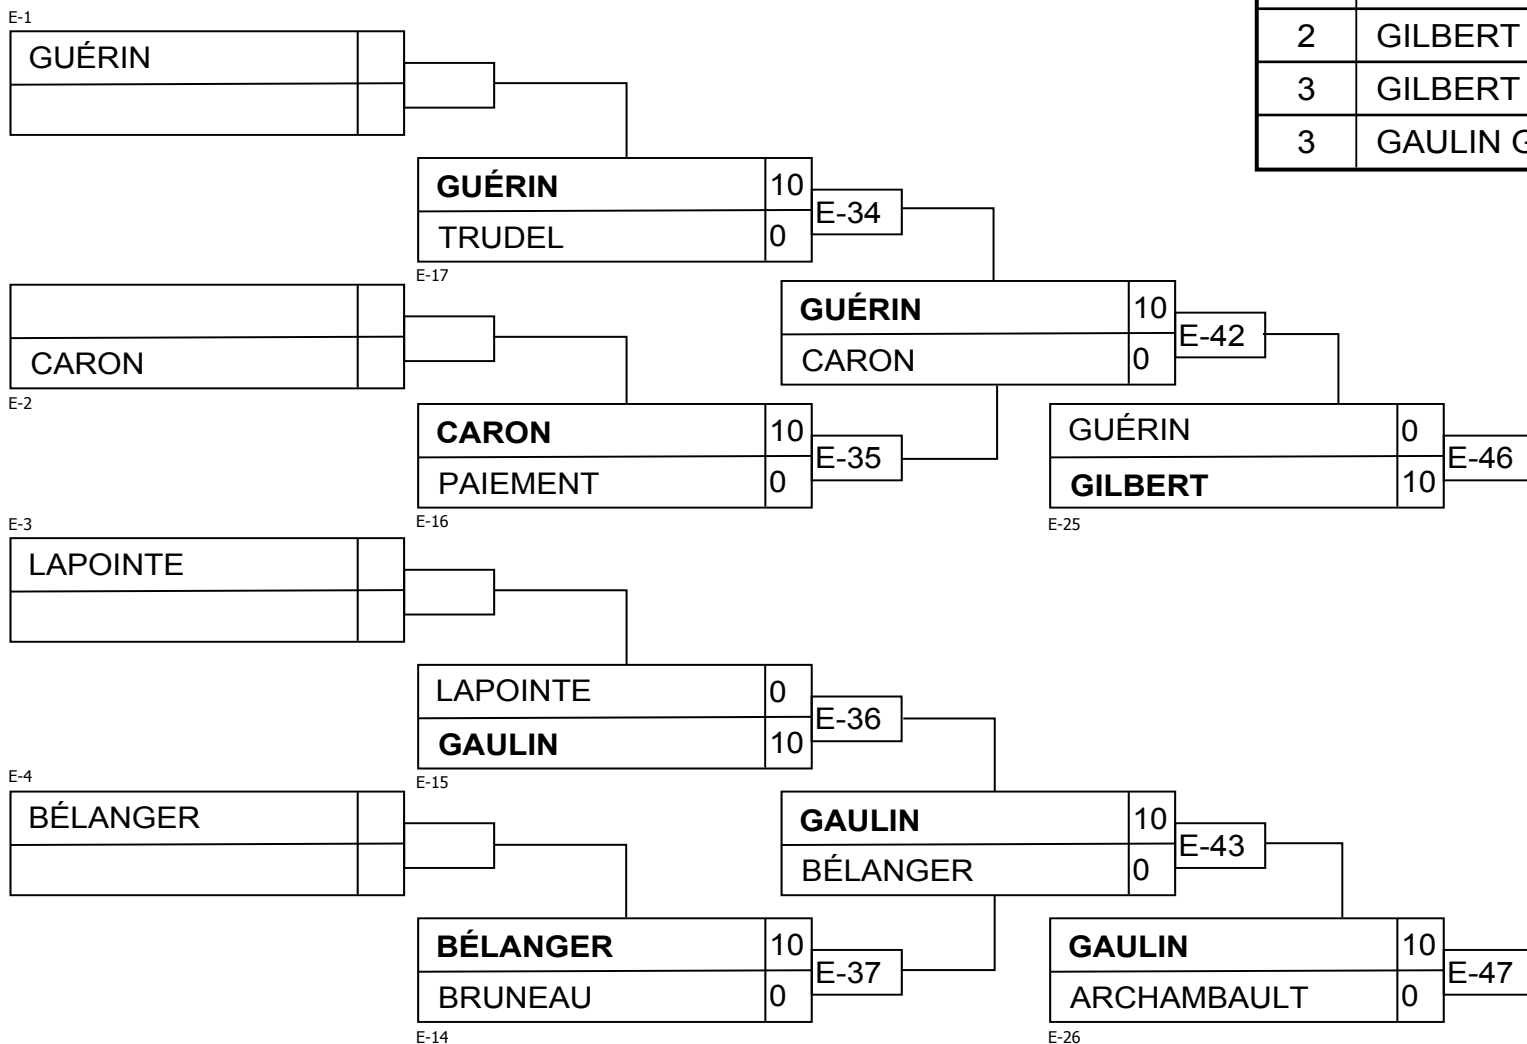 E-1
GUÉRIN
2 GILBERT
3 GILBERT
3 GAULIN
GUÉRIN 10
E-34
TRUDEL 0
E-17
GUÉRIN 10
E-42
CARON 0
CARON
E-2
CARON 10
E-35
PAIEMENT 0
E-16
GUÉRIN 0
E-46
GILBERT 10
E-25
E-3
LAPOINTE
LAPOINTE 0
E-36
GAULIN 10
E-15
E-4
BÉLANGER
GAULIN 10
E-43
BÉLANGER 0
BÉLANGER 10
E-37
BRUNEAU 0
E-14
GAULIN 10
E-47
ARCHAMBAULT 0
E-26